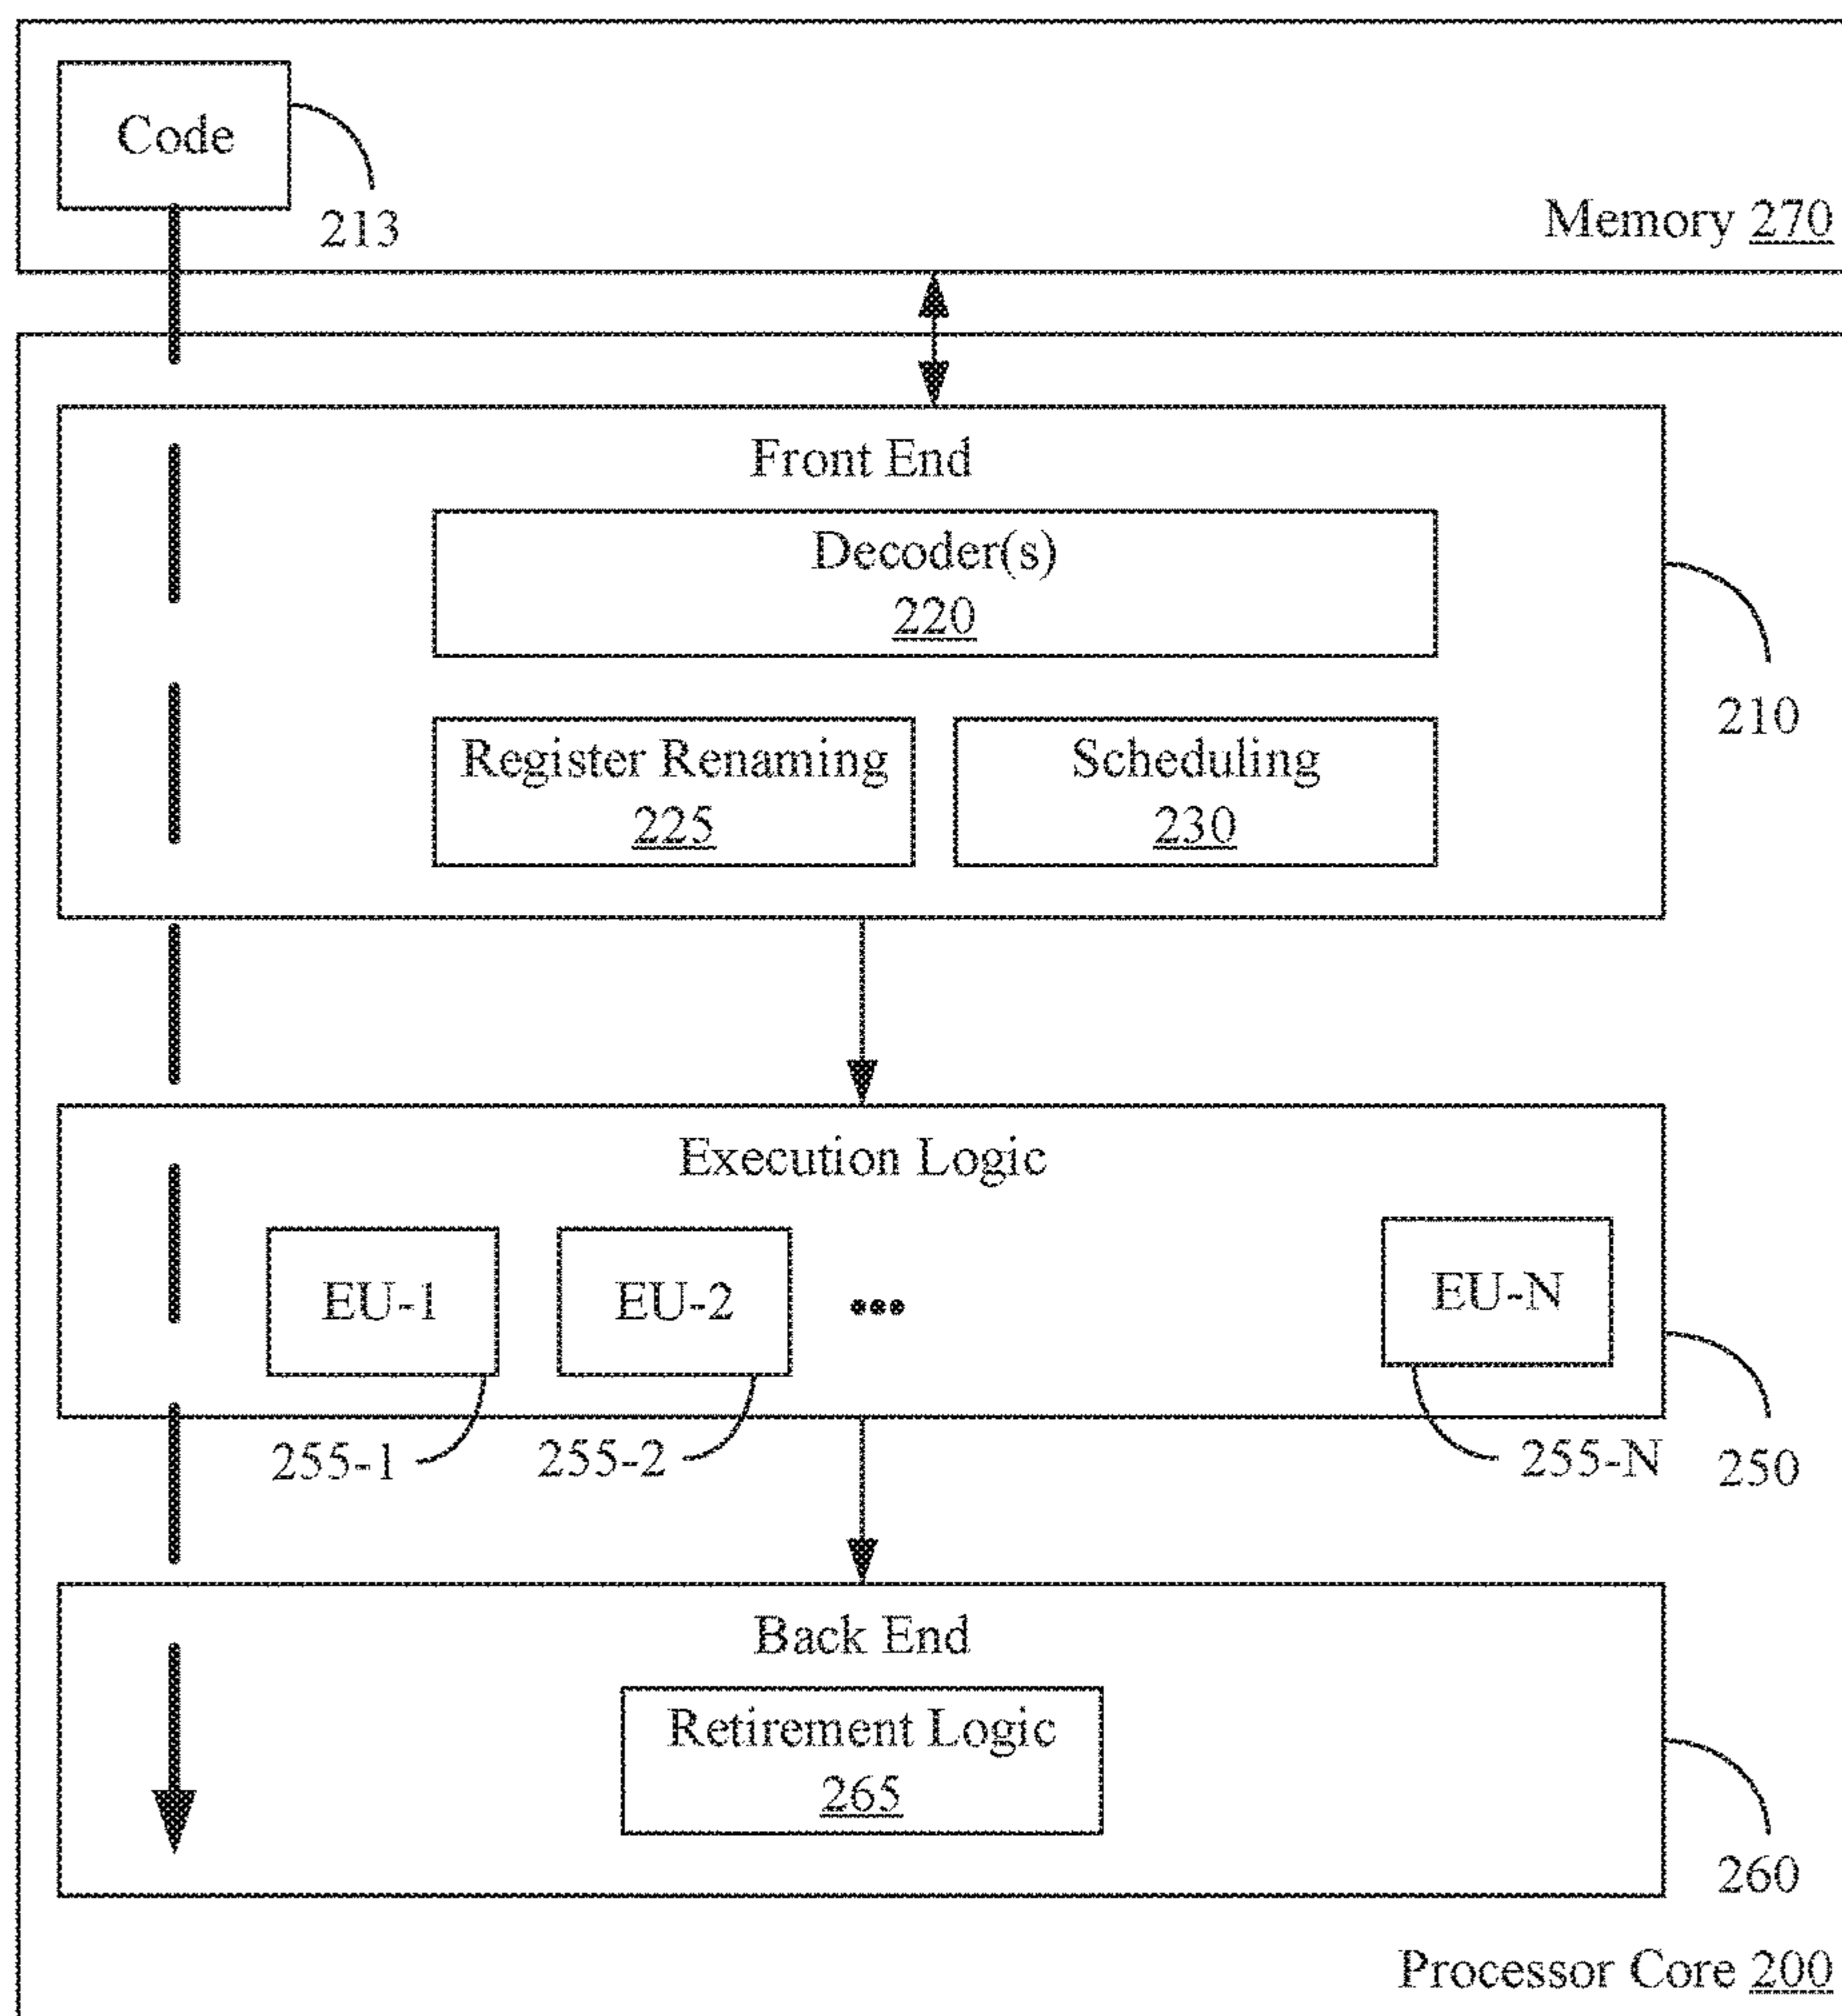 Code
213
Memory 270
Front End
Decoder(s)
220
210
Register Renaming
225
Scheduling
230
Execution Logic
EU-1
EU-2
•••
EU-N
255-1
255-2
255-N
250
Back End
Retirement Logic
265
260
Processor Core 200